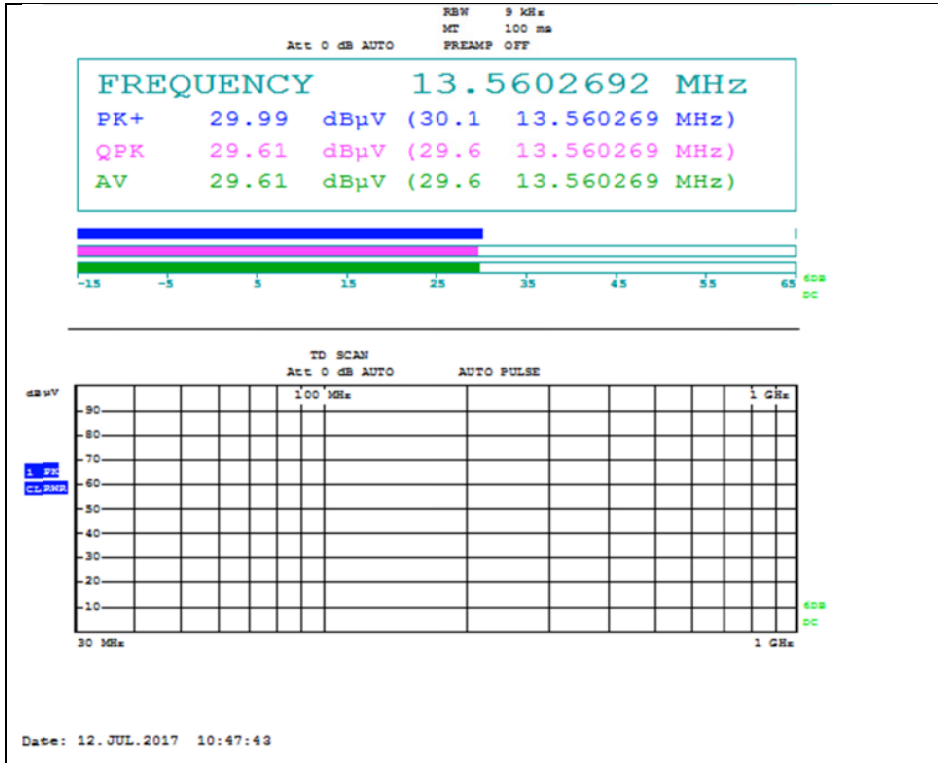 RBW 9 kHz
MT 100 ms
Att 0 dB AUTO PREAMP OFF
FREQUENCY 13.5602692 MHz
PK+ 29.99 dBµV (30.1 13.560269 MHz)
QPK 29.61 dBµV (29.6 13.560269 MHz)
AV 29.61 dBµV (29.6 13.560269 MHz)
-15 -5 5 15 25 35 45 55 65
6DB
DC
TD SCAN
Att 0 dB AUTO AUTO PULSE
dBµV
100 MHz 1 GHz
90
80
70
1 PK
CLRWR
60
50
40
30
20
10
6DB
DC
30 MHz 1 GHz
Date: 12.JUL.2017 10:47:43